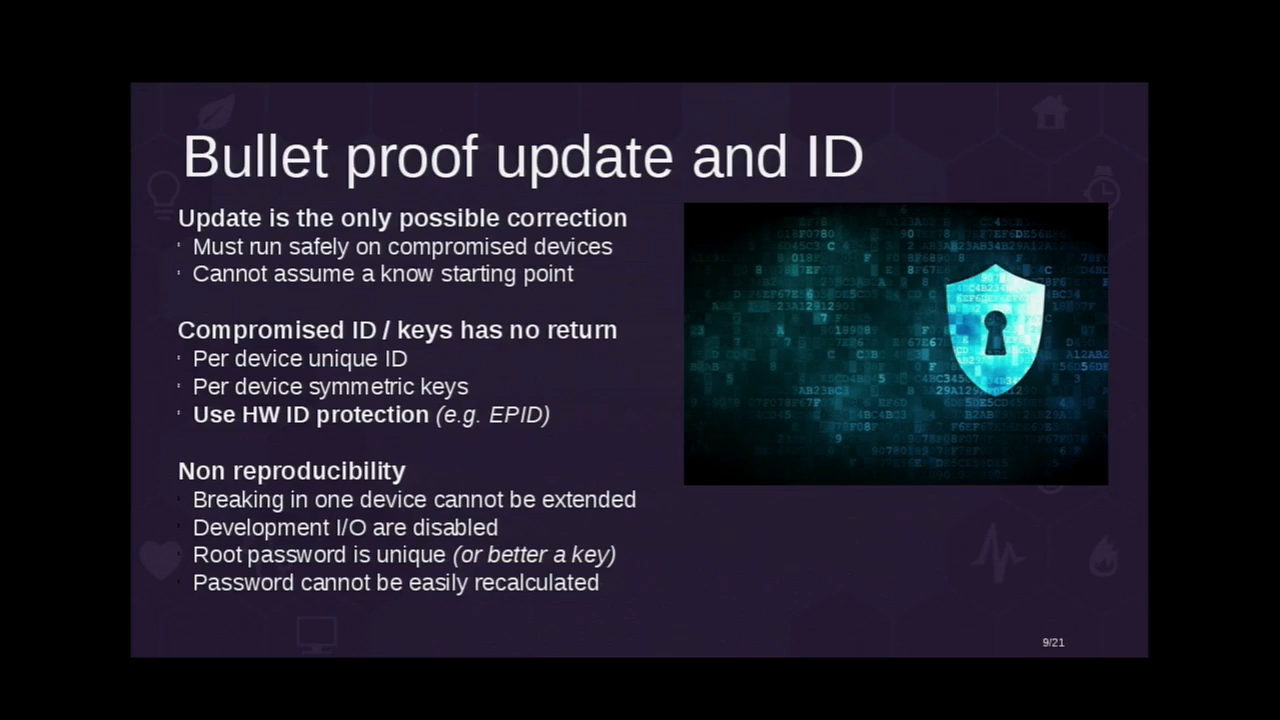 Bullet proof update and ID
Update is the only possible correction
Must run safely on compromised devices
Cannot assume a know starting point
Compromised ID / keys has no return
Per device unique ID
Per device symmetric keys
Use HW ID protection (e.g. EPID)
Non reproducibility
Breaking in one device cannot be extended
Development I/O are disabled
Root password is unique (or better a key)
Password cannot be easily recalculated
9/21